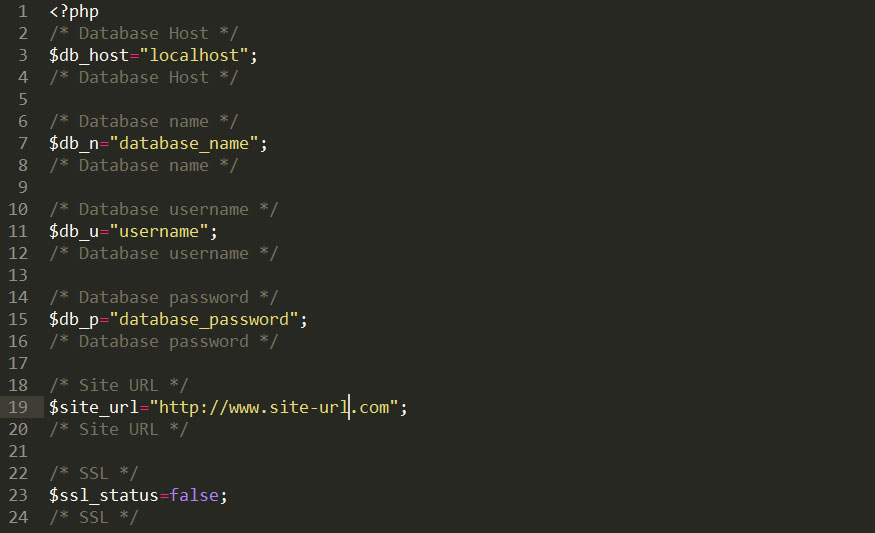 1 <?php
2 /* Database Host */
3 $db_host="localhost";
4 /* Database Host */
5
6 /* Database name */
7 $db_n="database_name";
8 /* Database name */
9
10 /* Database username */
11 $db_u="username";
12 /* Database username */
13
14 /* Database password */
15 $db_p="database_password";
16 /* Database password */
17
18 /* Site URL */
19 $site_url="http://www.site-url.com";
20 /* Site URL */
21
22 /* SSL */
23 $ssl_status=false;
24 /* SSL */